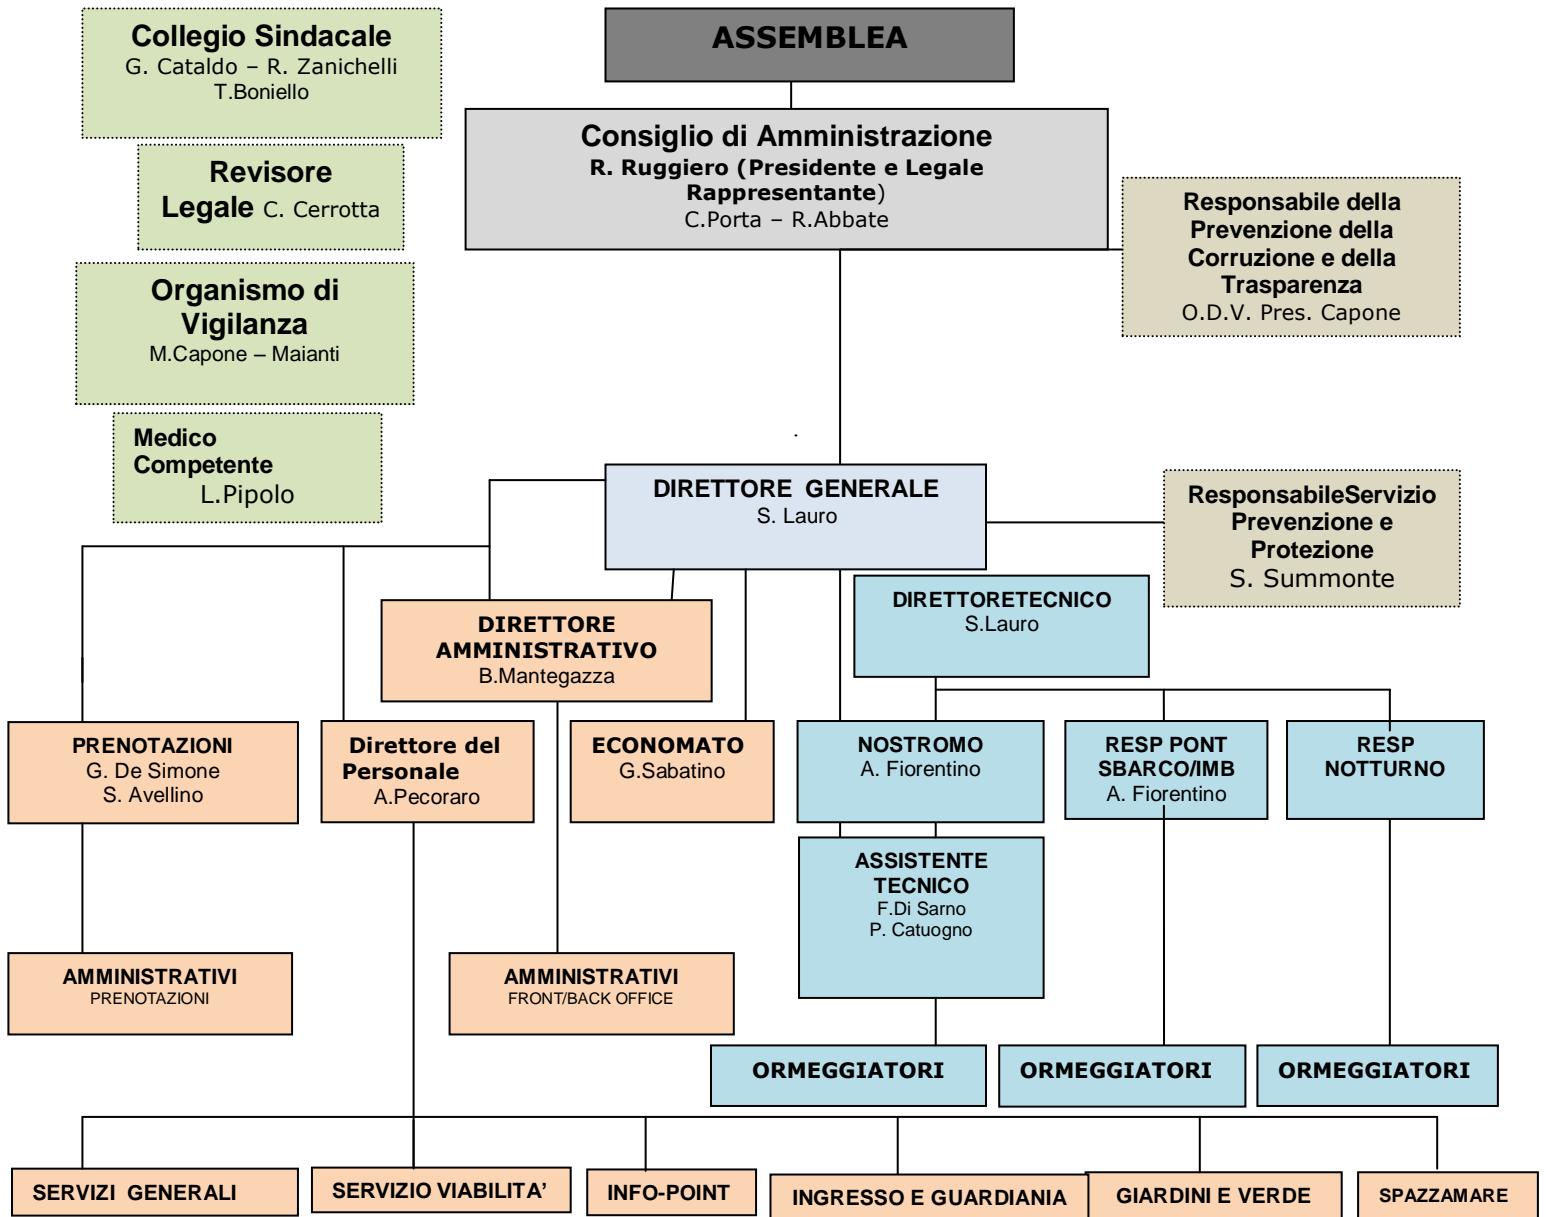 Collegio Sindacale
G. Cataldo – R. Zanichelli
T.Boniello
ASSEMBLEA
Consiglio di Amministrazione
R. Ruggiero (Presidente e Legale
Rappresentante)
C.Porta – R.Abbate
Revisore
Legale C. Cerrotta
Responsabile della
Prevenzione della
Corruzione e della
Trasparenza
O.D.V. Pres. Capone
Organismo di
Vigilanza
M.Capone – Maianti
Medico
Competente
L.Pipolo
.
DIRETTORE GENERALE
S. Lauro
ResponsabileServizio
Prevenzione e
Protezione
S. Summonte
DIRETTORETECNICO
S.Lauro
DIRETTORE
AMMINISTRATIVO
B.Mantegazza
PRENOTAZIONI
G. De Simone
S. Avellino
Direttore del
Personale
A.Pecoraro
ECONOMATO
G.Sabatino
NOSTROMO
A. Fiorentino
RESP PONT
SBARCO/IMB
A. Fiorentino
RESP
NOTTURNO
ASSISTENTE
TECNICO
F.Di Sarno
P. Catuogno
AMMINISTRATIVI
PRENOTAZIONI
AMMINISTRATIVI
FRONT/BACK OFFICE
ORMEGGIATORI
ORMEGGIATORI
ORMEGGIATORI
SERVIZI GENERALI
SERVIZIO VIABILITA’
INFO-POINT
INGRESSO E GUARDIANIA
GIARDINI E VERDE
SPAZZAMARE